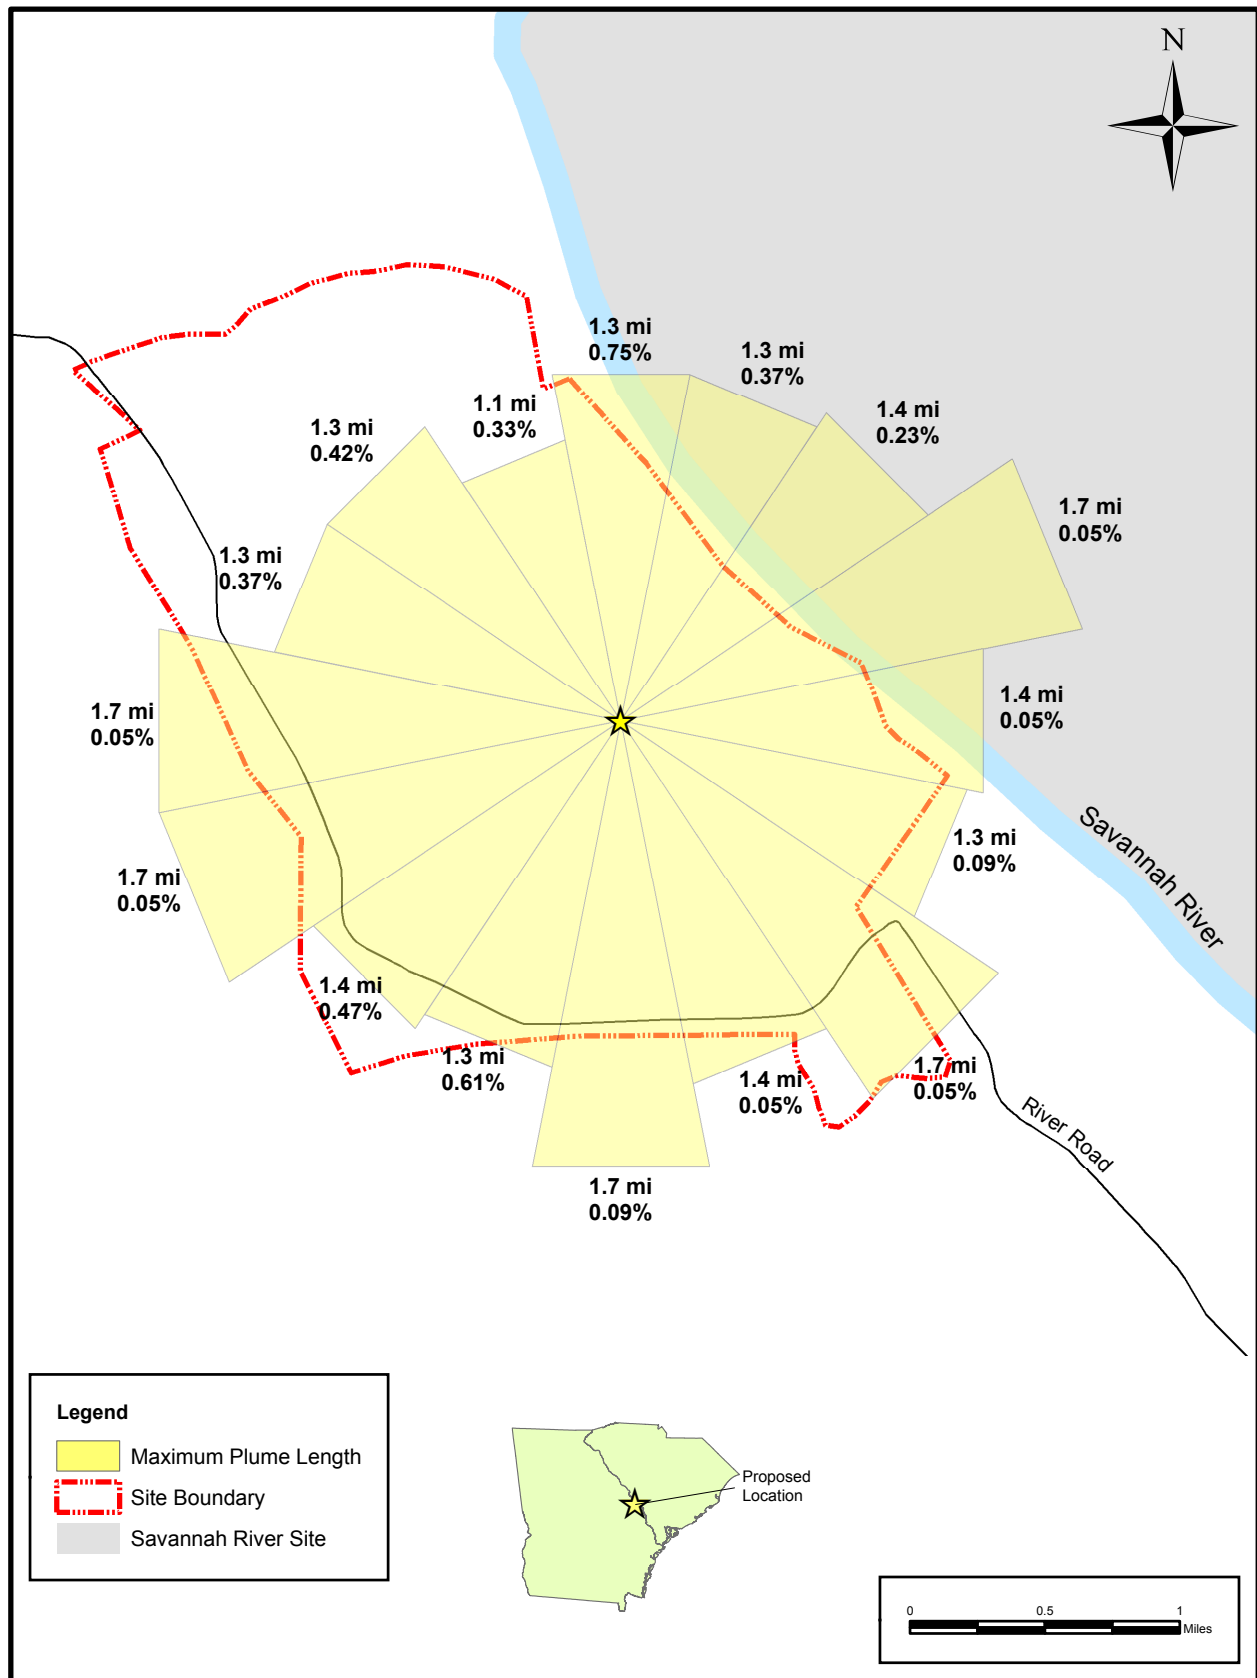 N
1.3 mi
0.75%
1.3 mi
0.37%
1.4 mi
0.23%
1.1 mi
0.33%
1.3 mi
0.42%
1.7 mi
0.05%
1.3 mi
0.37%
1.4 mi
0.05%
1.7 mi
0.05%
1.3 mi
0.09%
Savannah River
1.7 mi
0.05%
1.4 mi
0.47%
1.3 mi
0.61%
1.4 mi
0.05%
1.7 mi
0.05%
River Road
1.7 mi
0.09%
Legend
Maximum Plume Length
Site Boundary
Savannah River Site
Proposed
Location
0 0.5 1
Miles